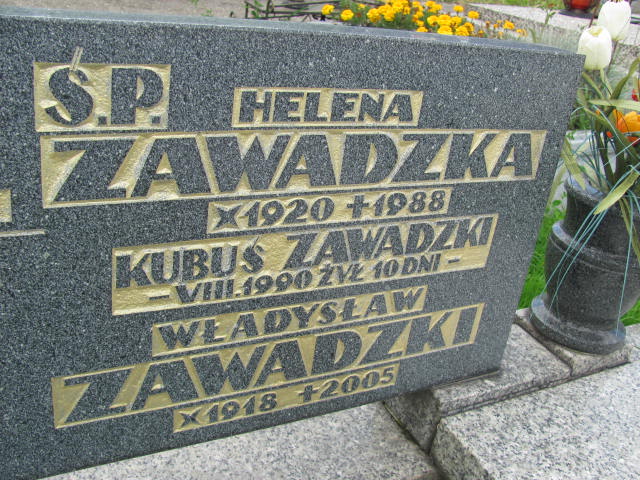 Ś.P. HELENA
ZAWADZKA
×1920 +1988
KUBUŚ ZAWADZKI
- VIII.1990 ŻYŁ 10 DNI -
WŁADYSŁAW
ZAWADZKI
×1918 +2005